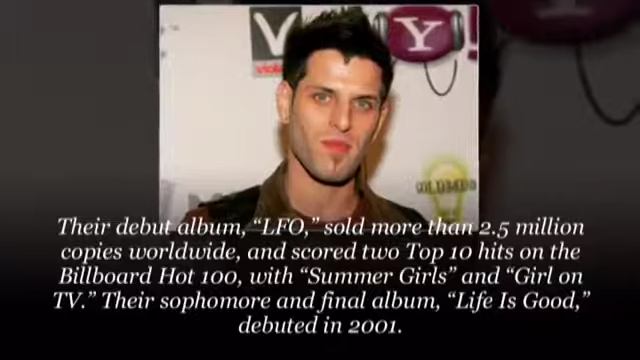 Y!
GOLDMINE
Their debut album, “LFO,” sold more than 2.5 million
copies worldwide, and scored two Top 10 hits on the
Billboard Hot 100, with “Summer Girls” and “Girl on
TV.” Their sophomore and final album, “Life Is Good,”
debuted in 2001.